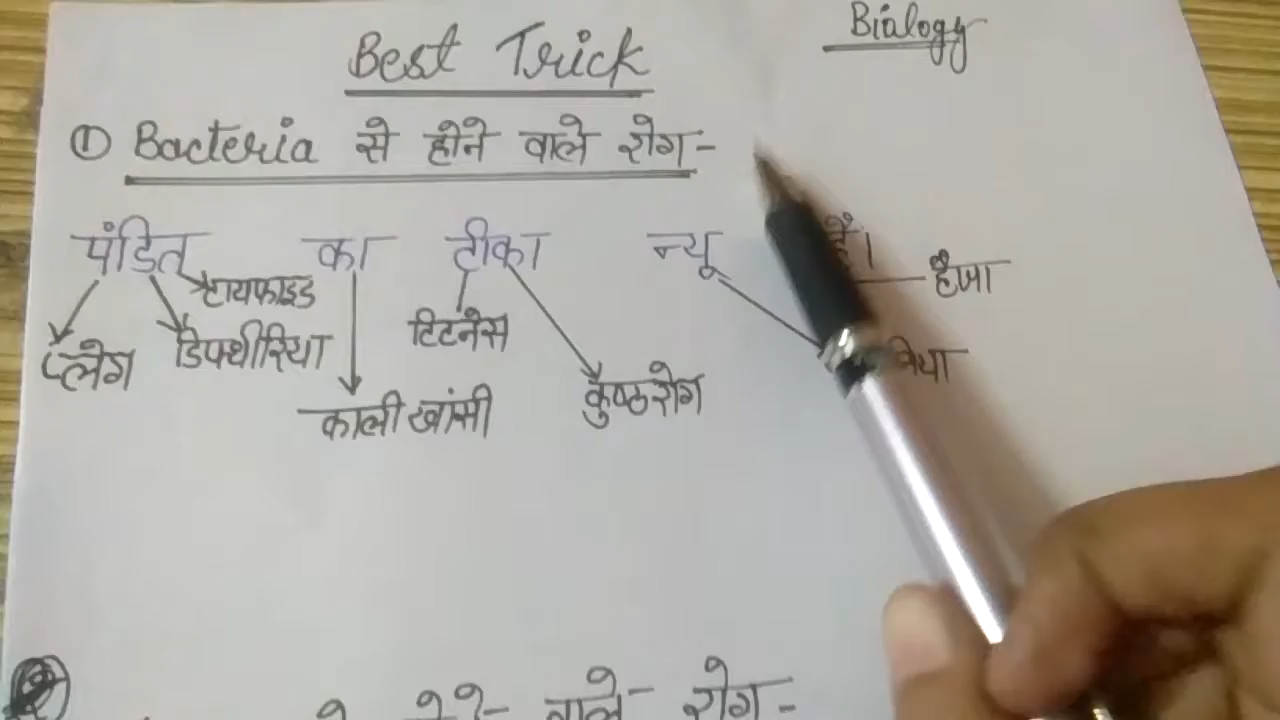 Biology
Best Trick
① Bacteria से होने वाले रोग-
पंडित का टीका न्यू है।
टायफाइड हैजा
प्लेग डिफ्थीरिया टिटनेस
काली खांसी कुष्ठरोग
वाले रोग-